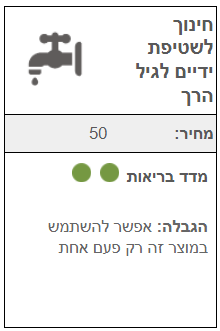 חינוך
לשטיפת
ידיים לגיל
הרך
מחיר: 50
מדד בריאות
הגבלה: אפשר להשתמש
במוצר זה רק פעם אחת